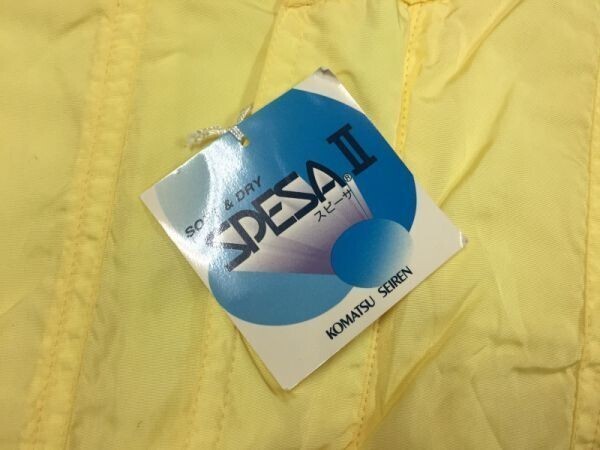 SOFT & DRY
SPESA II®
スピーサ
KOMATSU SEIREN